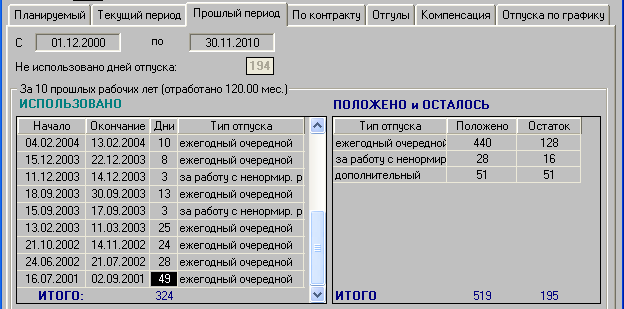 Планируемый Текущий период Прошлый период По контракту Отгулы Компенсация Отпуска по графику
С 01.12.2000 по 30.11.2010
Не использовано дней отпуска: 194
За 10 прошлых рабочих лет (отработано 120.00 мес.)
ИСПОЛЬЗОВАНО ПОЛОЖЕНО и ОСТАЛОСЬ
Начало Окончание Дни Тип отпуска Тип отпуска Положено Остаток
04.02.2004 13.02.2004 10 ежегодный очередной ежегодный очередной 440 128
15.12.2003 22.12.2003 8 ежегодный очередной за работу с ненормир 28 16
11.12.2003 14.12.2003 3 за работу с ненормир. р дополнительный 51 51
18.09.2003 30.09.2003 13 ежегодный очередной
15.09.2003 17.09.2003 3 за работу с ненормир. р
13.02.2003 11.03.2003 25 ежегодный очередной
21.10.2002 14.11.2002 24 ежегодный очередной
24.06.2002 21.07.2002 28 ежегодный очередной
16.07.2001 02.09.2001 49 ежегодный очередной
ИТОГО: 324 ИТОГО 519 195